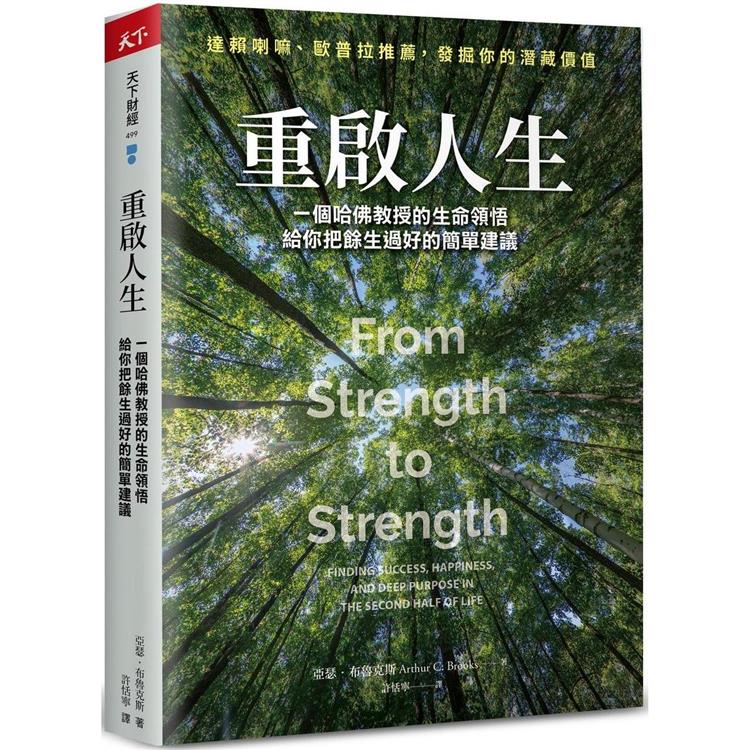 達賴喇嘛、歐普拉推薦，發掘你的潛藏價值
重啟人生
一個哈佛教授的生命領悟
給你把餘生過好的簡單建議
From
Strength
to
Strength
FINDING SUCCESS, HAPPINESS,
AND DEEP PURPOSE IN
THE SECOND HALF OF LIFE
亞瑟・布魯克斯 Arthur C. Brooks——著
許恬寧——譯
天下
天下財經
499
重啟人生
一個哈佛教授的生命領悟
給你把餘生過好的簡單建議
亞瑟・布魯克斯 著
許恬寧 譯